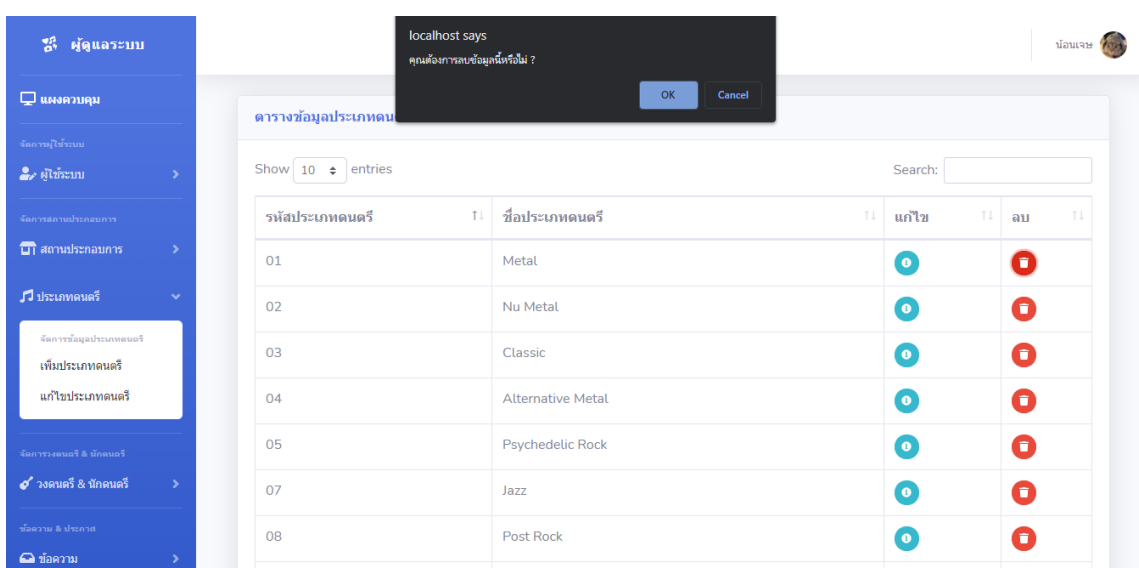 ผู้ดูแลระบบ
แผงควบคุม
จัดการผู้ใช้ระบบ
ผู้ใช้ระบบ
จัดการสถานประกอบการ
สถานประกอบการ
ประเภทดนตรี
จัดการข้อมูลประเภทดนตรี
เพิ่มประเภทดนตรี
แก้ไขประเภทดนตรี
จัดการวงดนตรี & นักดนตรี
วงดนตรี & นักดนตรี
ข้อความ & ประกาศ
ข้อความ
localhost says
คุณต้องการลบข้อมูลนี้หรือไม่ ?
OK Cancel
น้อนเจษ
ตารางข้อมูลประเภทดน
Show 10 entries Search:
รหัสประเภทดนตรี ชื่อประเภทดนตรี แก้ไข ลบ
01 Metal
02 Nu Metal
03 Classic
04 Alternative Metal
05 Psychedelic Rock
07 Jazz
08 Post Rock